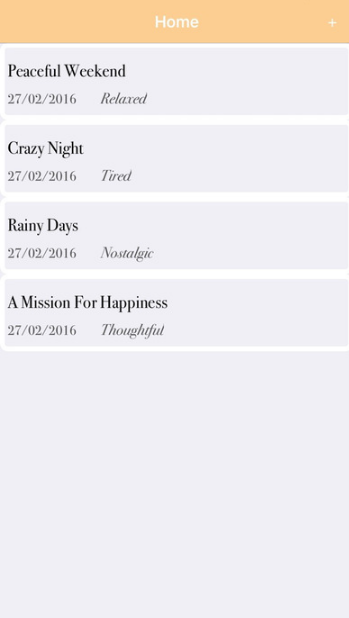 Home +
Peaceful Weekend
27/02/2016 Relaxed
Crazy Night
27/02/2016 Tired
Rainy Days
27/02/2016 Nostalgic
A Mission For Happiness
27/02/2016 Thoughtful